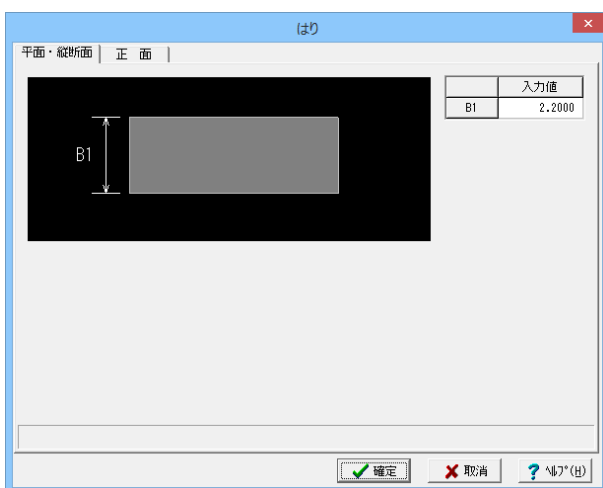 はり
平面・縦断面
正 面
入力値
B1 2.2000
B1
確定
取消
ﾍﾙﾌﾟ(H)